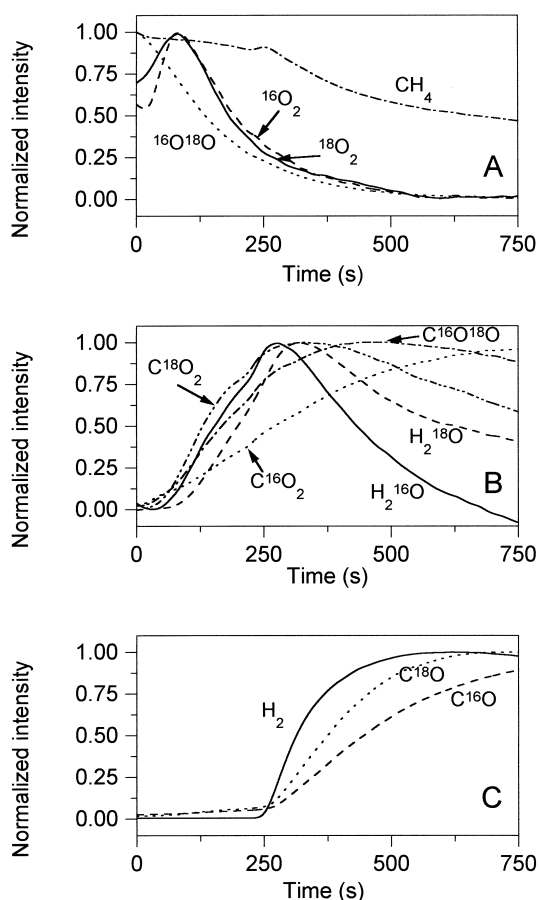 Normalized intensity
1.00
0.75
0.50
0.25
0.00
CH₄
¹⁶O₂
¹⁶O¹⁸O
¹⁸O₂
A
0 250 500 750
Time (s)
Normalized intensity
1.00
0.75
0.50
0.25
0.00
C¹⁶O¹⁸O
C¹⁸O₂
H₂¹⁸O
C¹⁶O₂
H₂¹⁶O
B
0 250 500 750
Time (s)
Normalized intensity
1.00
0.75
0.50
0.25
0.00
C¹⁸O
H₂
C¹⁶O
C
0 250 500 750
Time (s)